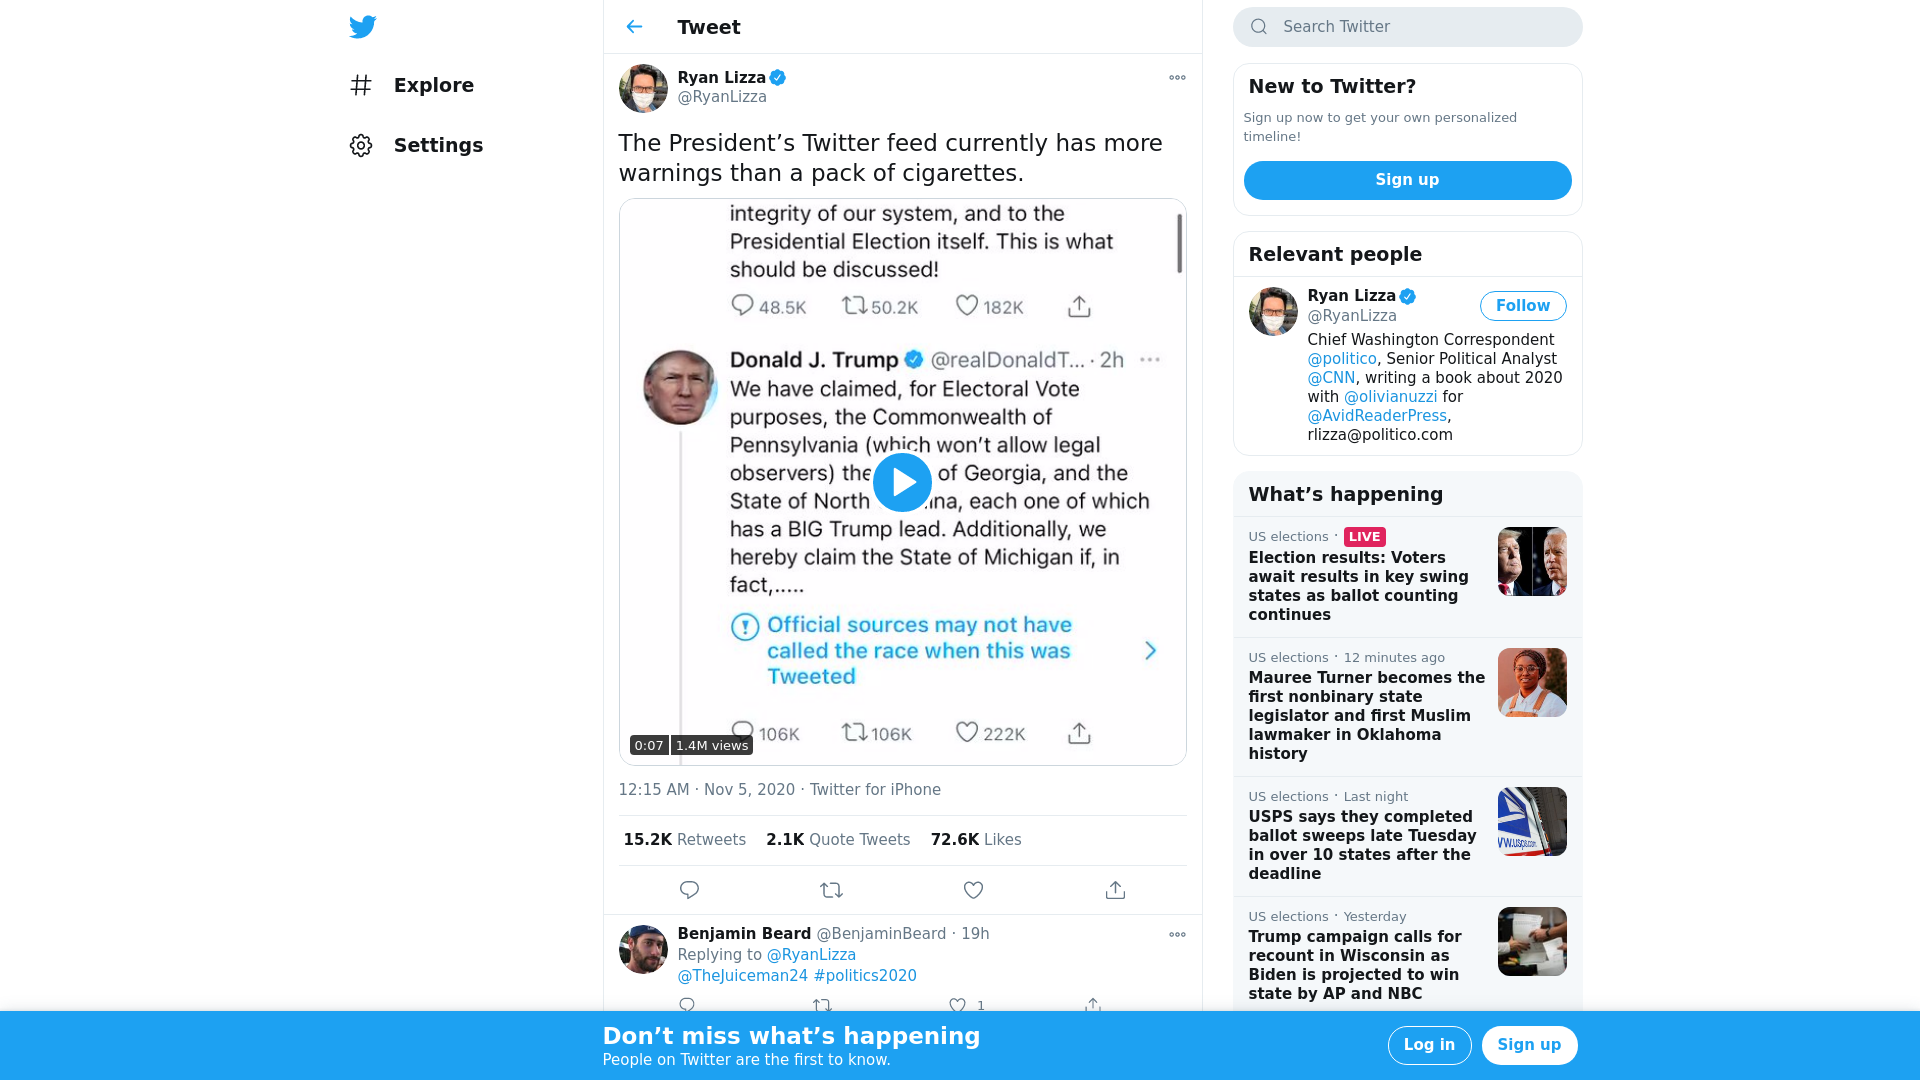 Explore
Settings
Tweet
Ryan Lizza
@RyanLizza
The President’s Twitter feed currently has more
warnings than a pack of cigarettes.
integrity of our system, and to the
Presidential Election itself. This is what
should be discussed!
48.5K 50.2K 182K
Donald J. Trump @realDonaldT... · 2h
We have claimed, for Electoral Vote
purposes, the Commonwealth of
Pennsylvania (which won’t allow legal
observers) the of Georgia, and the
State of North ina, each one of which
has a BIG Trump lead. Additionally, we
hereby claim the State of Michigan if, in
fact,.....
Official sources may not have
called the race when this was
Tweeted
106K 106K 222K
0:07 1.4M views
12:15 AM · Nov 5, 2020 · Twitter for iPhone
15.2K Retweets 2.1K Quote Tweets 72.6K Likes
Benjamin Beard @BenjaminBeard · 19h
Replying to @RyanLizza
@TheJuiceman24 #politics2020
1
Search Twitter
New to Twitter?
Sign up now to get your own personalized
timeline!
Sign up
Relevant people
Ryan Lizza
@RyanLizza
Follow
Chief Washington Correspondent
@politico, Senior Political Analyst
@CNN, writing a book about 2020
with @olivianuzzi for
@AvidReaderPress,
rlizza@politico.com
What’s happening
US elections · LIVE
Election results: Voters
await results in key swing
states as ballot counting
continues
US elections · 12 minutes ago
Mauree Turner becomes the
first nonbinary state
legislator and first Muslim
lawmaker in Oklahoma
history
US elections · Last night
USPS says they completed
ballot sweeps late Tuesday
in over 10 states after the
deadline
US elections · Yesterday
Trump campaign calls for
recount in Wisconsin as
Biden is projected to win
state by AP and NBC
Don’t miss what’s happening
People on Twitter are the first to know.
Log in
Sign up